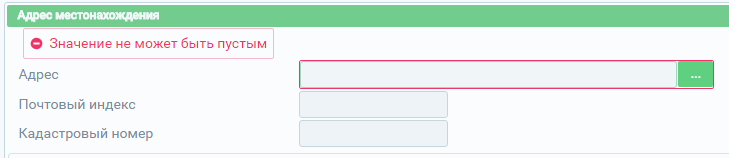 Адрес местонахождения
Значение не может быть пустым
Адрес
...
Почтовый индекс
Кадастровый номер